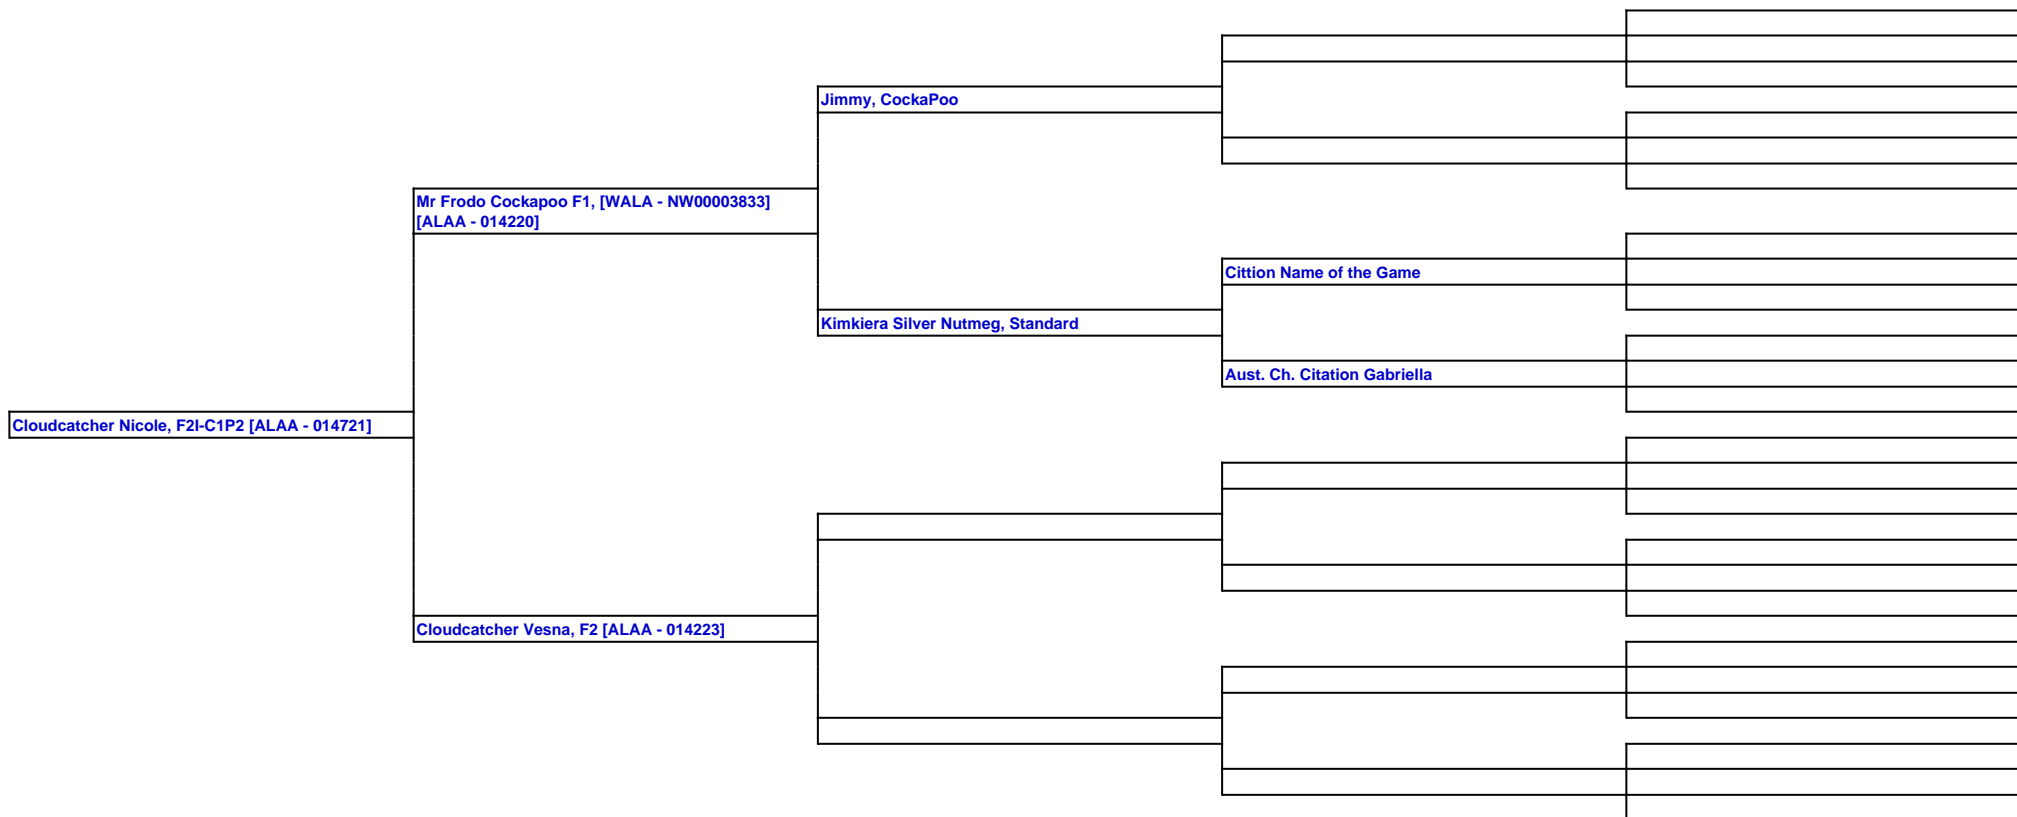 Jimmy, CockaPoo
Mr Frodo Cockapoo F1, [WALA - NW00003833]
[ALAA - 014220]
Cittion Name of the Game
Kimkiera Silver Nutmeg, Standard
Aust. Ch. Citation Gabriella
Cloudcatcher Nicole, F2I-C1P2 [ALAA - 014721]
Cloudcatcher Vesna, F2 [ALAA - 014223]